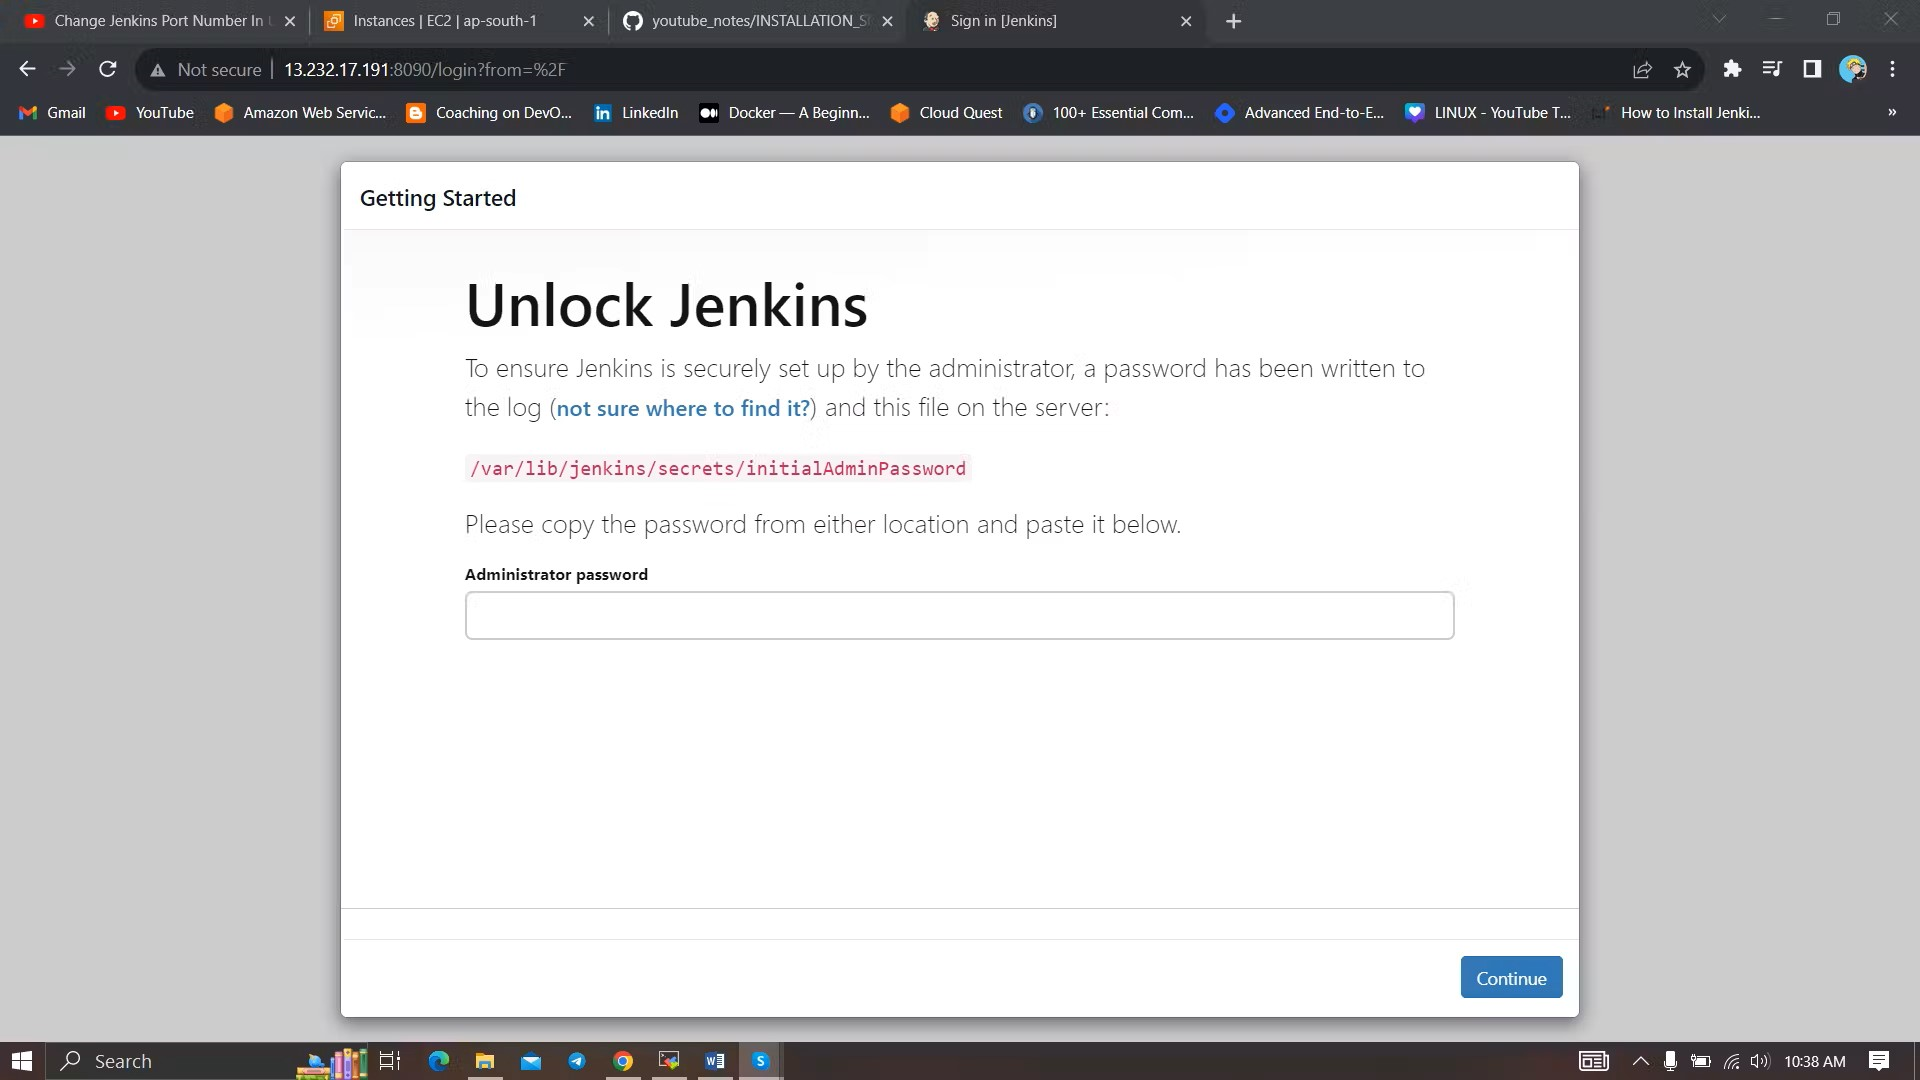 Change Jenkins Port Number In
Instances | EC2 | ap-south-1
youtube_notes/INSTALLATION_S
Sign in [Jenkins]
Not secure
13.232.17.191:8090/login?from=%2F
Gmail
YouTube
Amazon Web Servic...
Coaching on DevO...
LinkedIn
Docker — A Beginn...
Cloud Quest
100+ Essential Com...
Advanced End-to-E...
LINUX - YouTube T...
How to Install Jenki...
»
Getting Started
Unlock Jenkins
To ensure Jenkins is securely set up by the administrator, a password has been written to
the log (not sure where to find it?) and this file on the server:
/var/lib/jenkins/secrets/initialAdminPassword
Please copy the password from either location and paste it below.
Administrator password
Continue
Search
10:38 AM